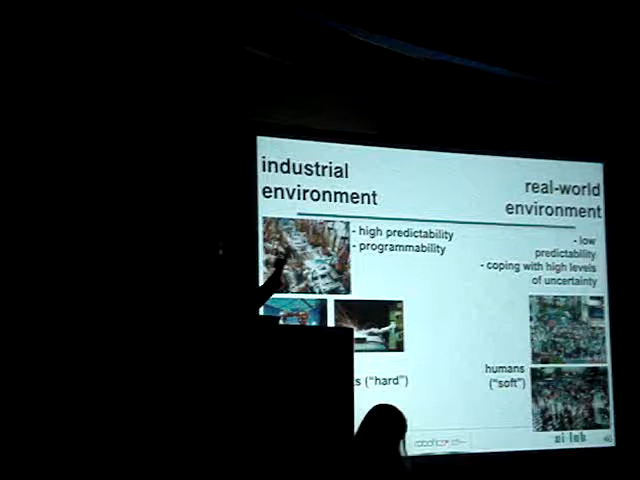 industrial
environment
real-world
environment
- high predictability
- programmability
- low
predictability
- coping with high levels
of uncertainty
s ("hard")
humans
("soft")
ai lab